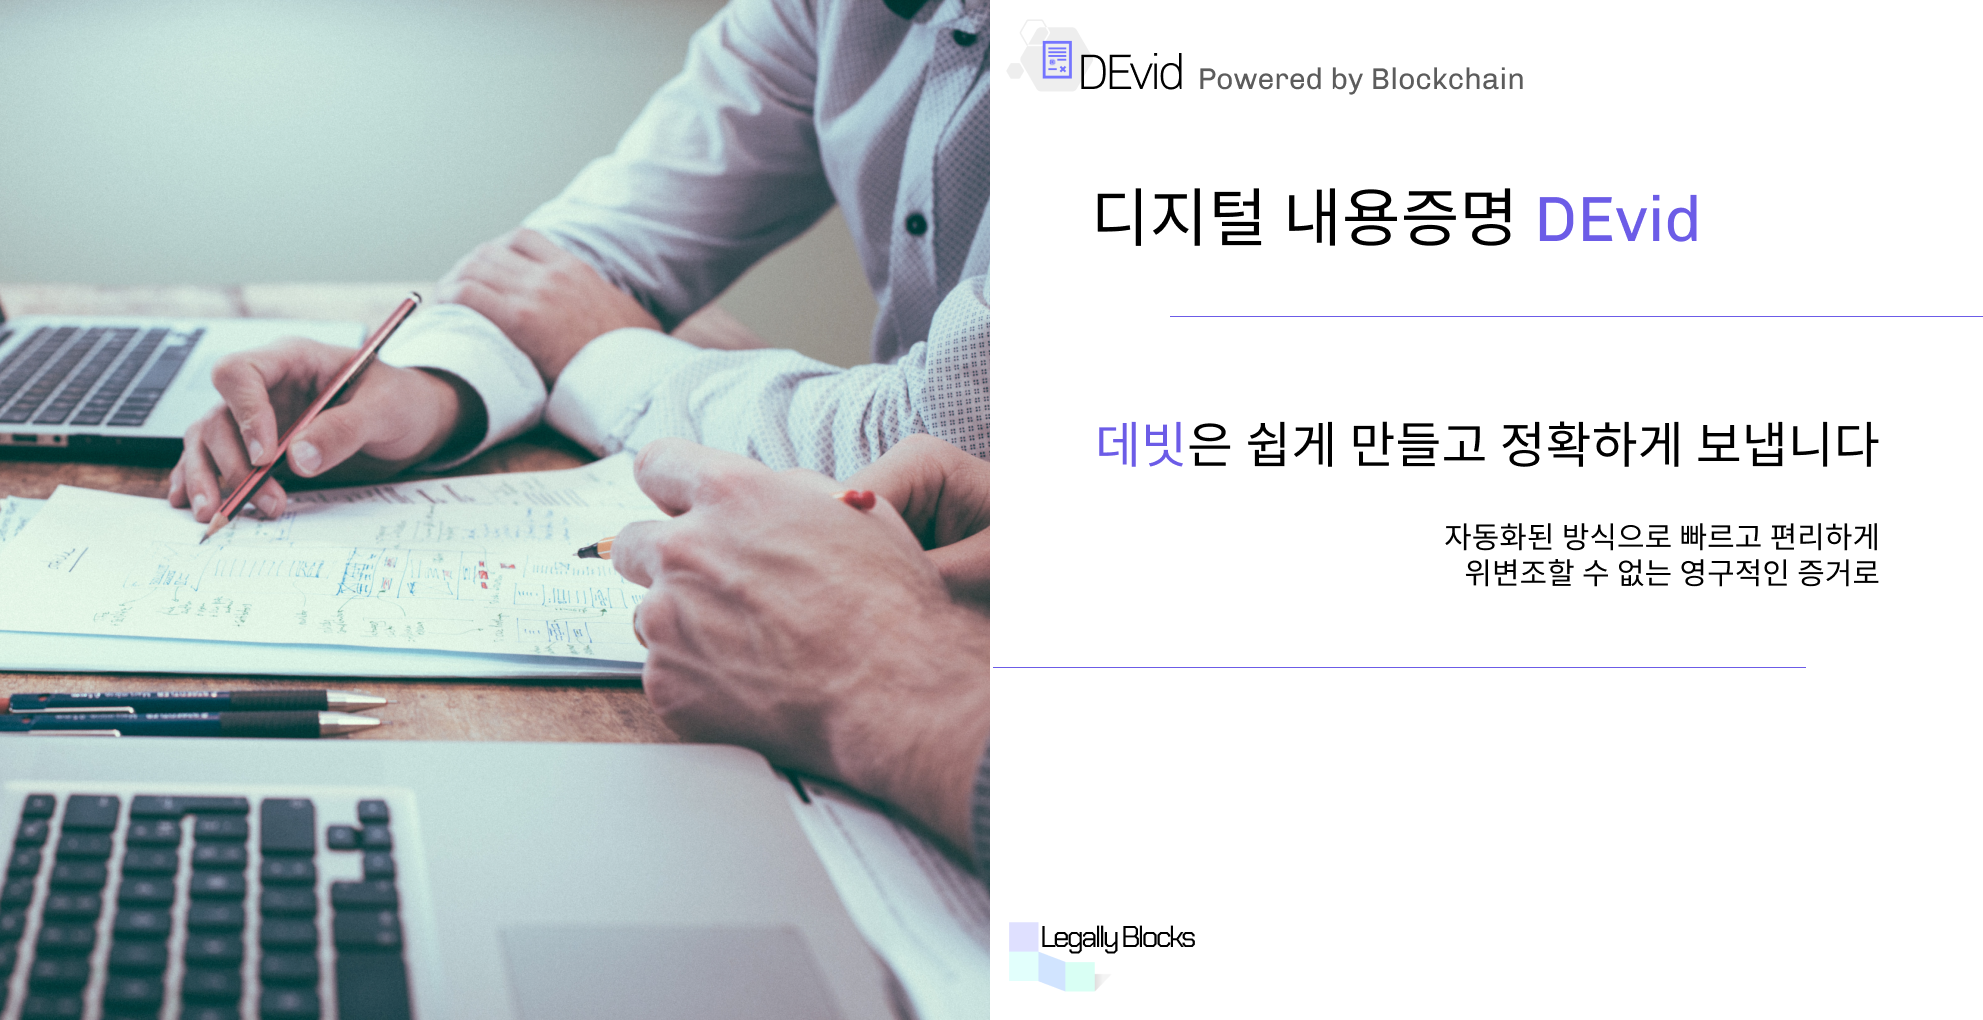 DEvid Powered by Blockchain
디지털 내용증명 DEvid
데빗은 쉽게 만들고 정확하게 보냅니다
자동화된 방식으로 빠르고 편리하게
위변조할 수 없는 영구적인 증거로
Legally Blocks